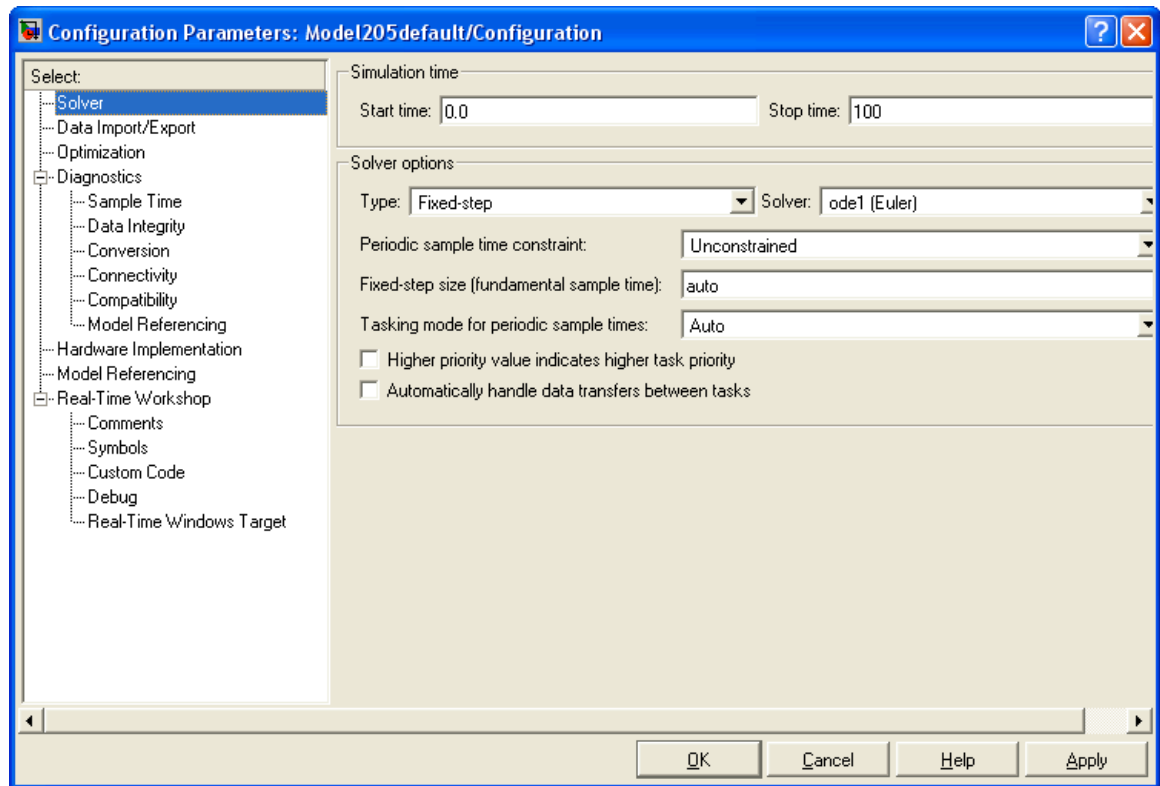 Configuration Parameters: Model205default/Configuration
Select:
Solver
Data Import/Export
Optimization
Diagnostics
Sample Time
Data Integrity
Conversion
Connectivity
Compatibility
Model Referencing
Hardware Implementation
Model Referencing
Real-Time Workshop
Comments
Symbols
Custom Code
Debug
Real-Time Windows Target
Simulation time
Start time: 0.0 Stop time: 100
Solver options
Type: Fixed-step Solver: ode1 (Euler)
Periodic sample time constraint: Unconstrained
Fixed-step size (fundamental sample time): auto
Tasking mode for periodic sample times: Auto
Higher priority value indicates higher task priority
Automatically handle data transfers between tasks
OK Cancel Help Apply